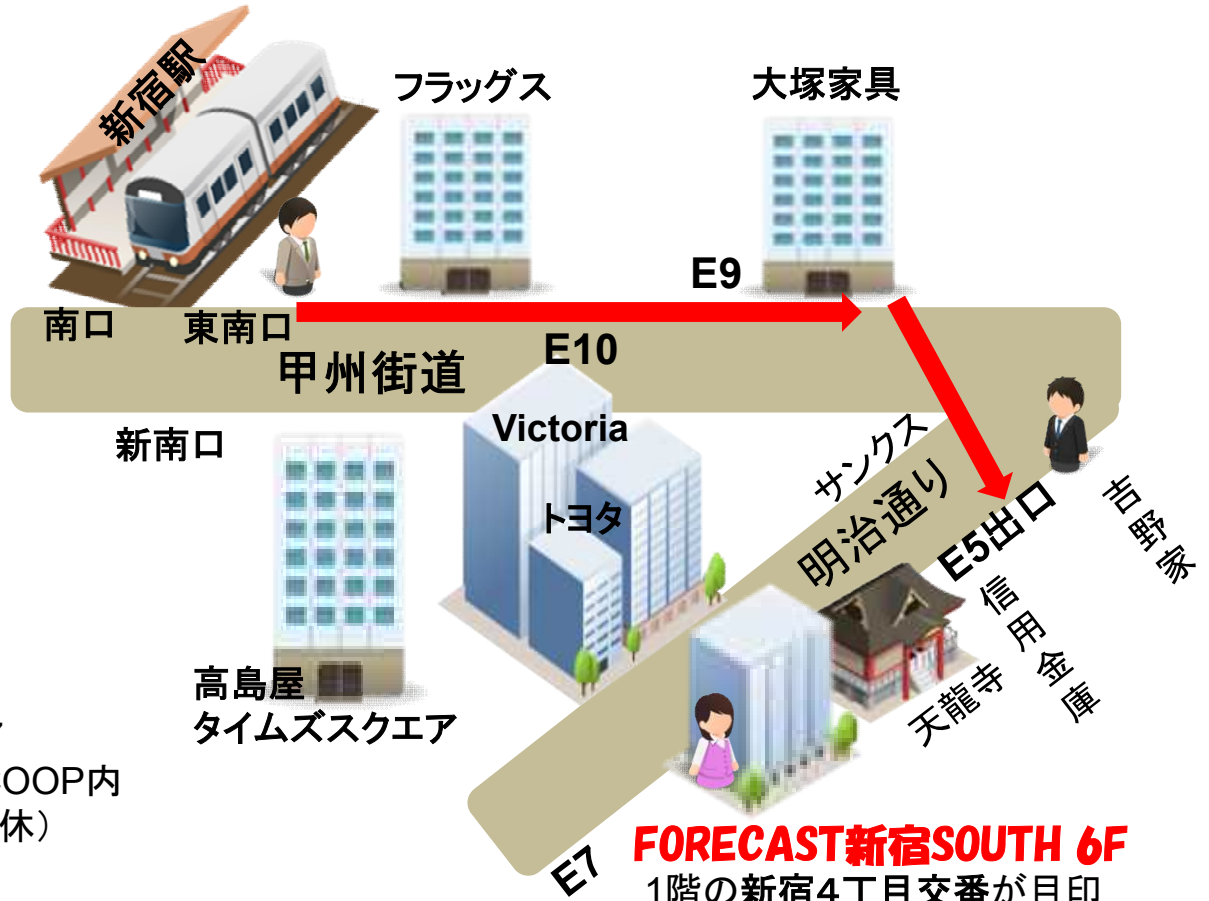 新宿駅
フラッグス
大塚家具
E9
南口
東南口
E10
甲州街道
Victoria
新南口
サンクス
トヨタ
明治通り
E5出口
吉野家
信用金庫
天龍寺
高島屋
タイムズスクエア
OOP内
休）
E7
FORECAST新宿SOUTH 6F
1階の新宿4丁目交番が目印